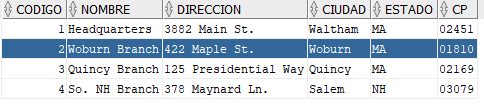 CODIGO NOMBRE DIRECCION CIUDAD ESTADO CP
1 Headquarters 3882 Main St. Waltham MA 02451
2 Woburn Branch 422 Maple St. Woburn MA 01810
3 Quincy Branch 125 Presidential Way Quincy MA 02169
4 So. NH Branch 378 Maynard Ln. Salem NH 03079